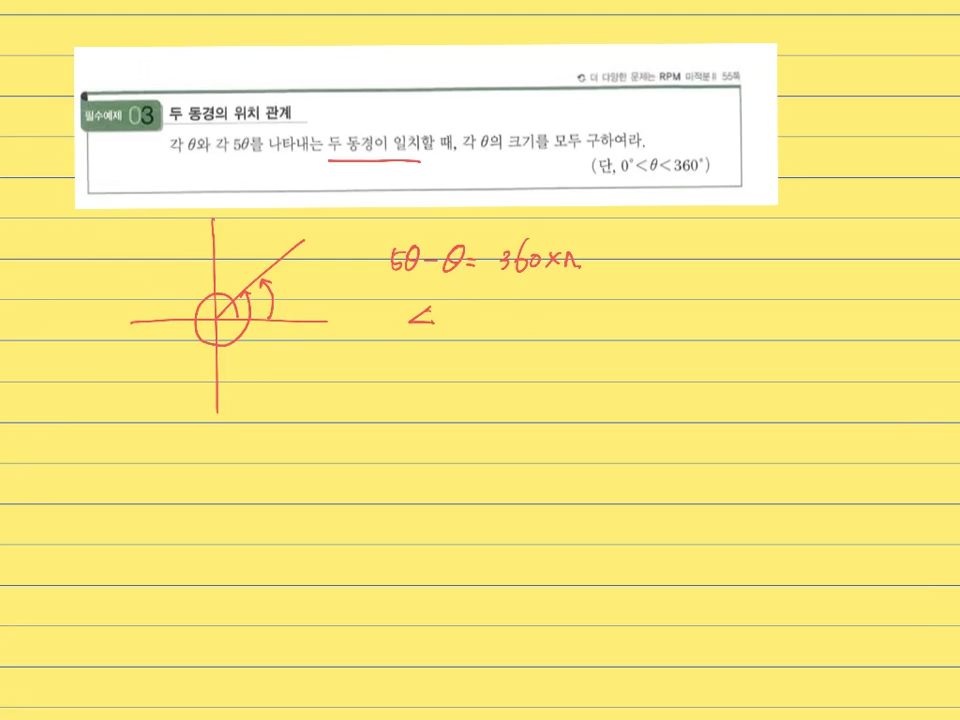 더 다양한 문제는 RPM 미적분Ⅱ 55쪽
필수예제 03 두 동경의 위치 관계
각 θ와 각 5θ를 나타내는 두 동경이 일치할 때, 각 θ의 크기를 모두 구하여라.
(단, 0°<θ<360°)
5θ-θ= 360×n.